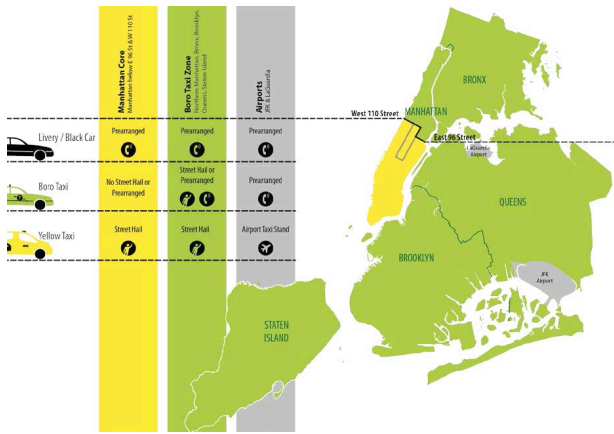 Manhattan Core
Manhattan below E 96 St & W 110 St
Boro Taxi Zone
Northern Manhattan, Bronx, Brooklyn,
Queens, Staten Island
Airports
JFK & LaGuardia
Livery / Black Car
Prearranged
Prearranged
Prearranged
Boro Taxi
No Street Hail or
Prearranged
Street Hail or
Prearranged
Prearranged
Yellow Taxi
Street Hail
Street Hail
Airport Taxi Stand
BRONX
MANHATTAN
West 110 Street
East 96 Street
LaGuardia
Airport
QUEENS
BROOKLYN
JFK
Airport
STATEN
ISLAND